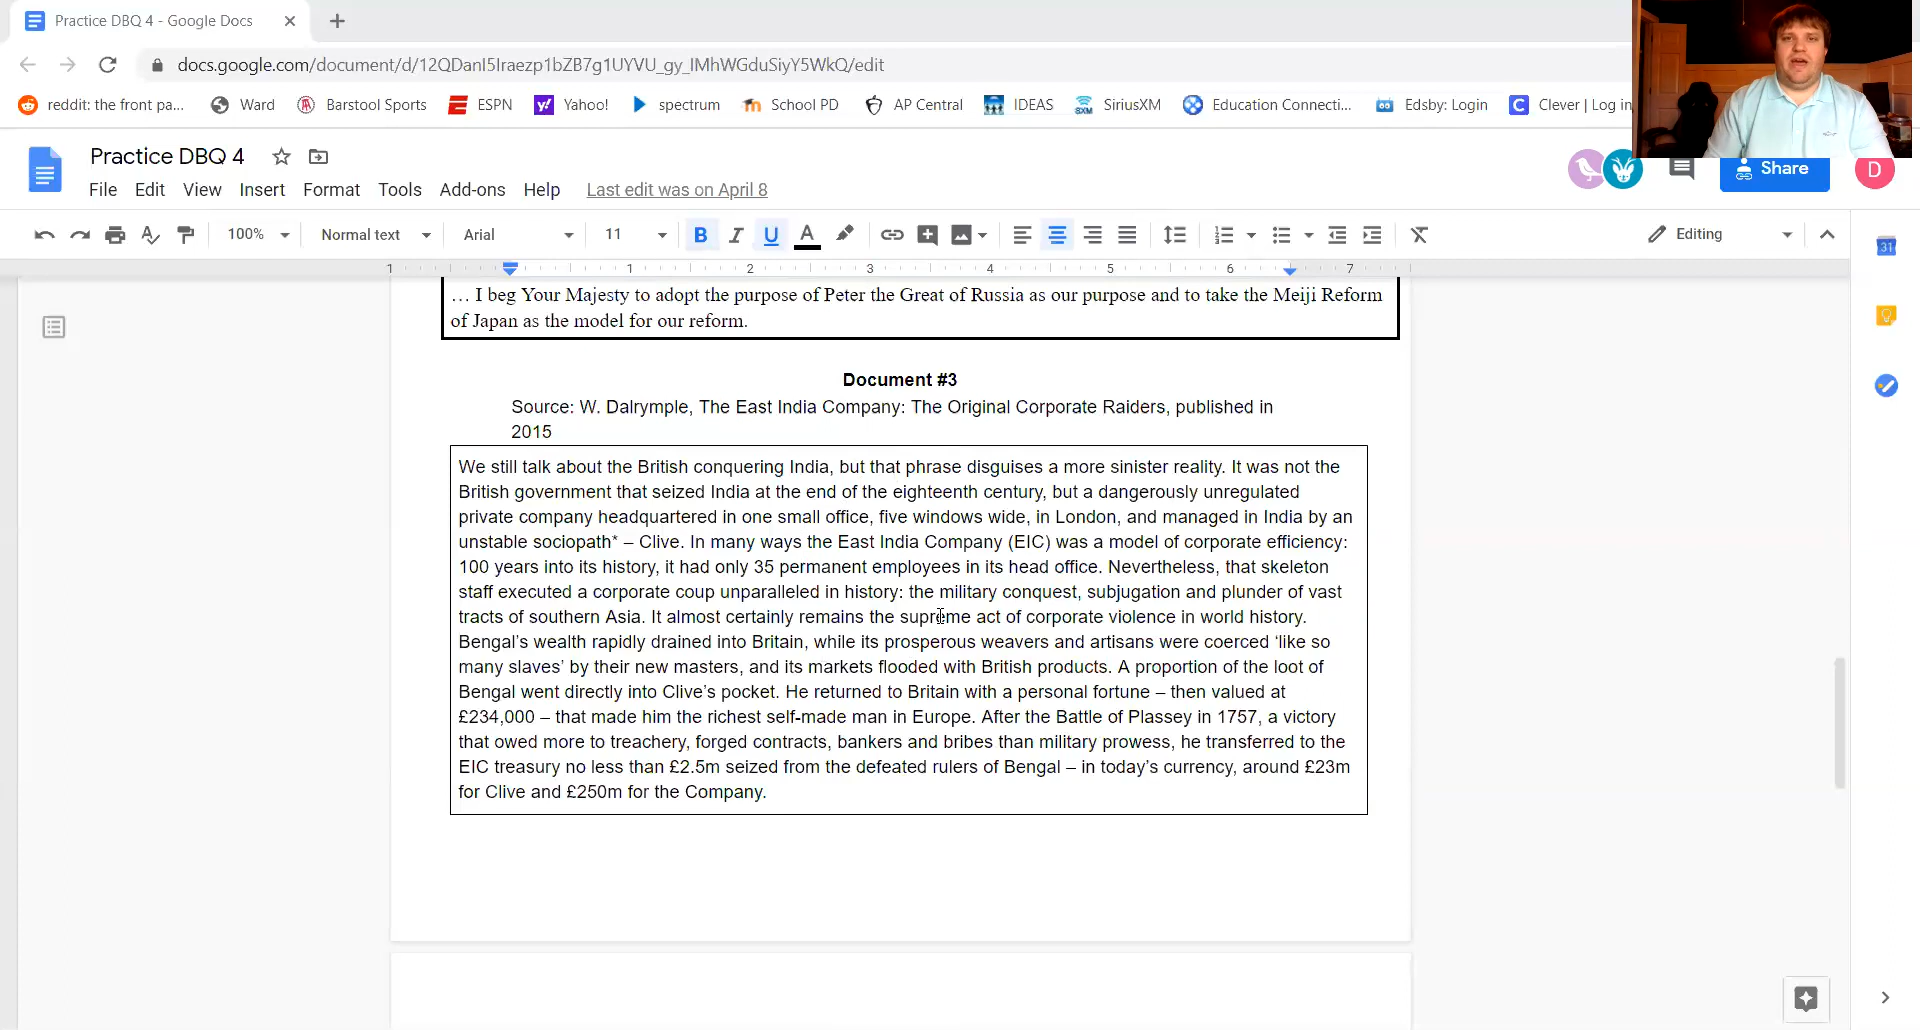 Practice DBQ 4 - Google Docs
docs.google.com/document/d/12QDanI5Iraezp1bZB7g1UYVU_gy_IMhWGduSiyY5WkQ/edit
reddit: the front pa... Ward Barstool Sports ESPN Yahoo! spectrum School PD AP Central IDEAS SiriusXM Education Connecti... Edsby: Login Clever | Log in
Practice DBQ 4
Share
D
File Edit View Insert Format Tools Add-ons Help Last edit was on April 8
100% Normal text Arial 11 B I U A Editing
1 1 2 3 4 5 6 7
31
… I beg Your Majesty to adopt the purpose of Peter the Great of Russia as our purpose and to take the Meiji Reform
of Japan as the model for our reform.
Document #3
Source: W. Dalrymple, The East India Company: The Original Corporate Raiders, published in
2015
We still talk about the British conquering India, but that phrase disguises a more sinister reality. It was not the
British government that seized India at the end of the eighteenth century, but a dangerously unregulated
private company headquartered in one small office, five windows wide, in London, and managed in India by an
unstable sociopath* – Clive. In many ways the East India Company (EIC) was a model of corporate efficiency:
100 years into its history, it had only 35 permanent employees in its head office. Nevertheless, that skeleton
staff executed a corporate coup unparalleled in history: the military conquest, subjugation and plunder of vast
tracts of southern Asia. It almost certainly remains the supreme act of corporate violence in world history.
Bengal’s wealth rapidly drained into Britain, while its prosperous weavers and artisans were coerced ‘like so
many slaves’ by their new masters, and its markets flooded with British products. A proportion of the loot of
Bengal went directly into Clive’s pocket. He returned to Britain with a personal fortune – then valued at
£234,000 – that made him the richest self-made man in Europe. After the Battle of Plassey in 1757, a victory
that owed more to treachery, forged contracts, bankers and bribes than military prowess, he transferred to the
EIC treasury no less than £2.5m seized from the defeated rulers of Bengal – in today’s currency, around £23m
for Clive and £250m for the Company.